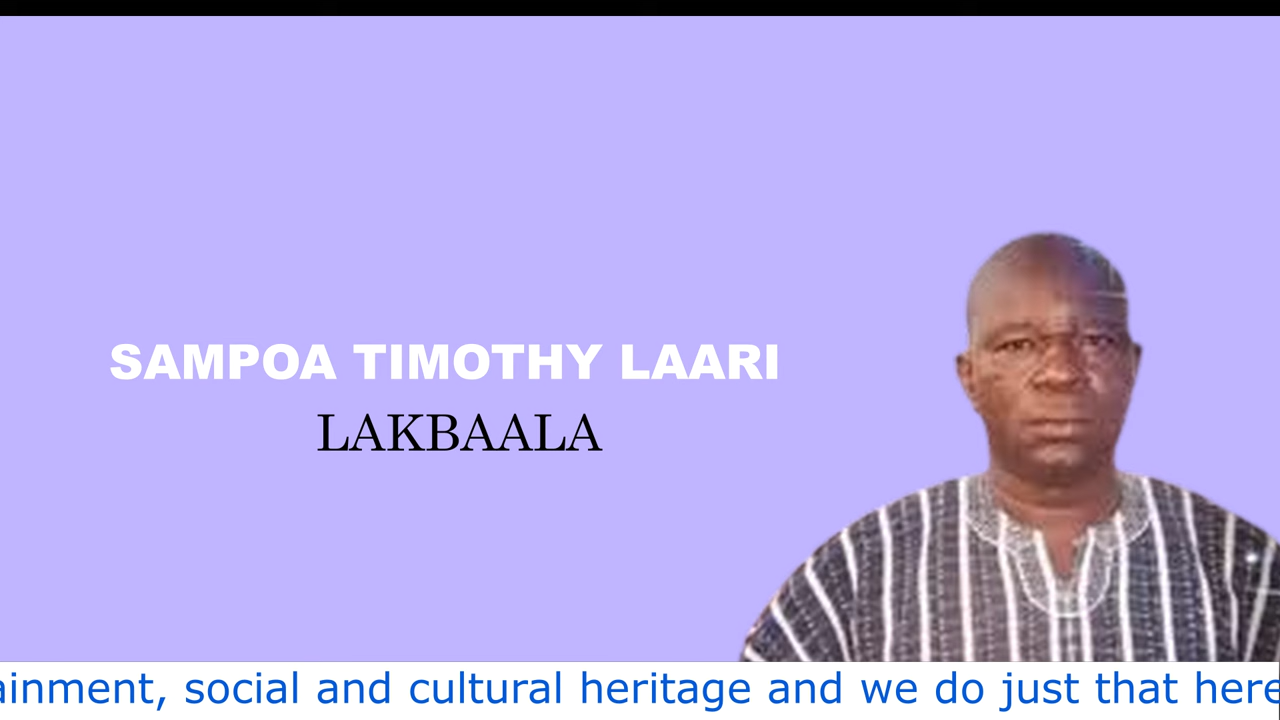 SAMPOA TIMOTHY LAARI
LAKBAALA
ainment, social and cultural heritage and we do just that here